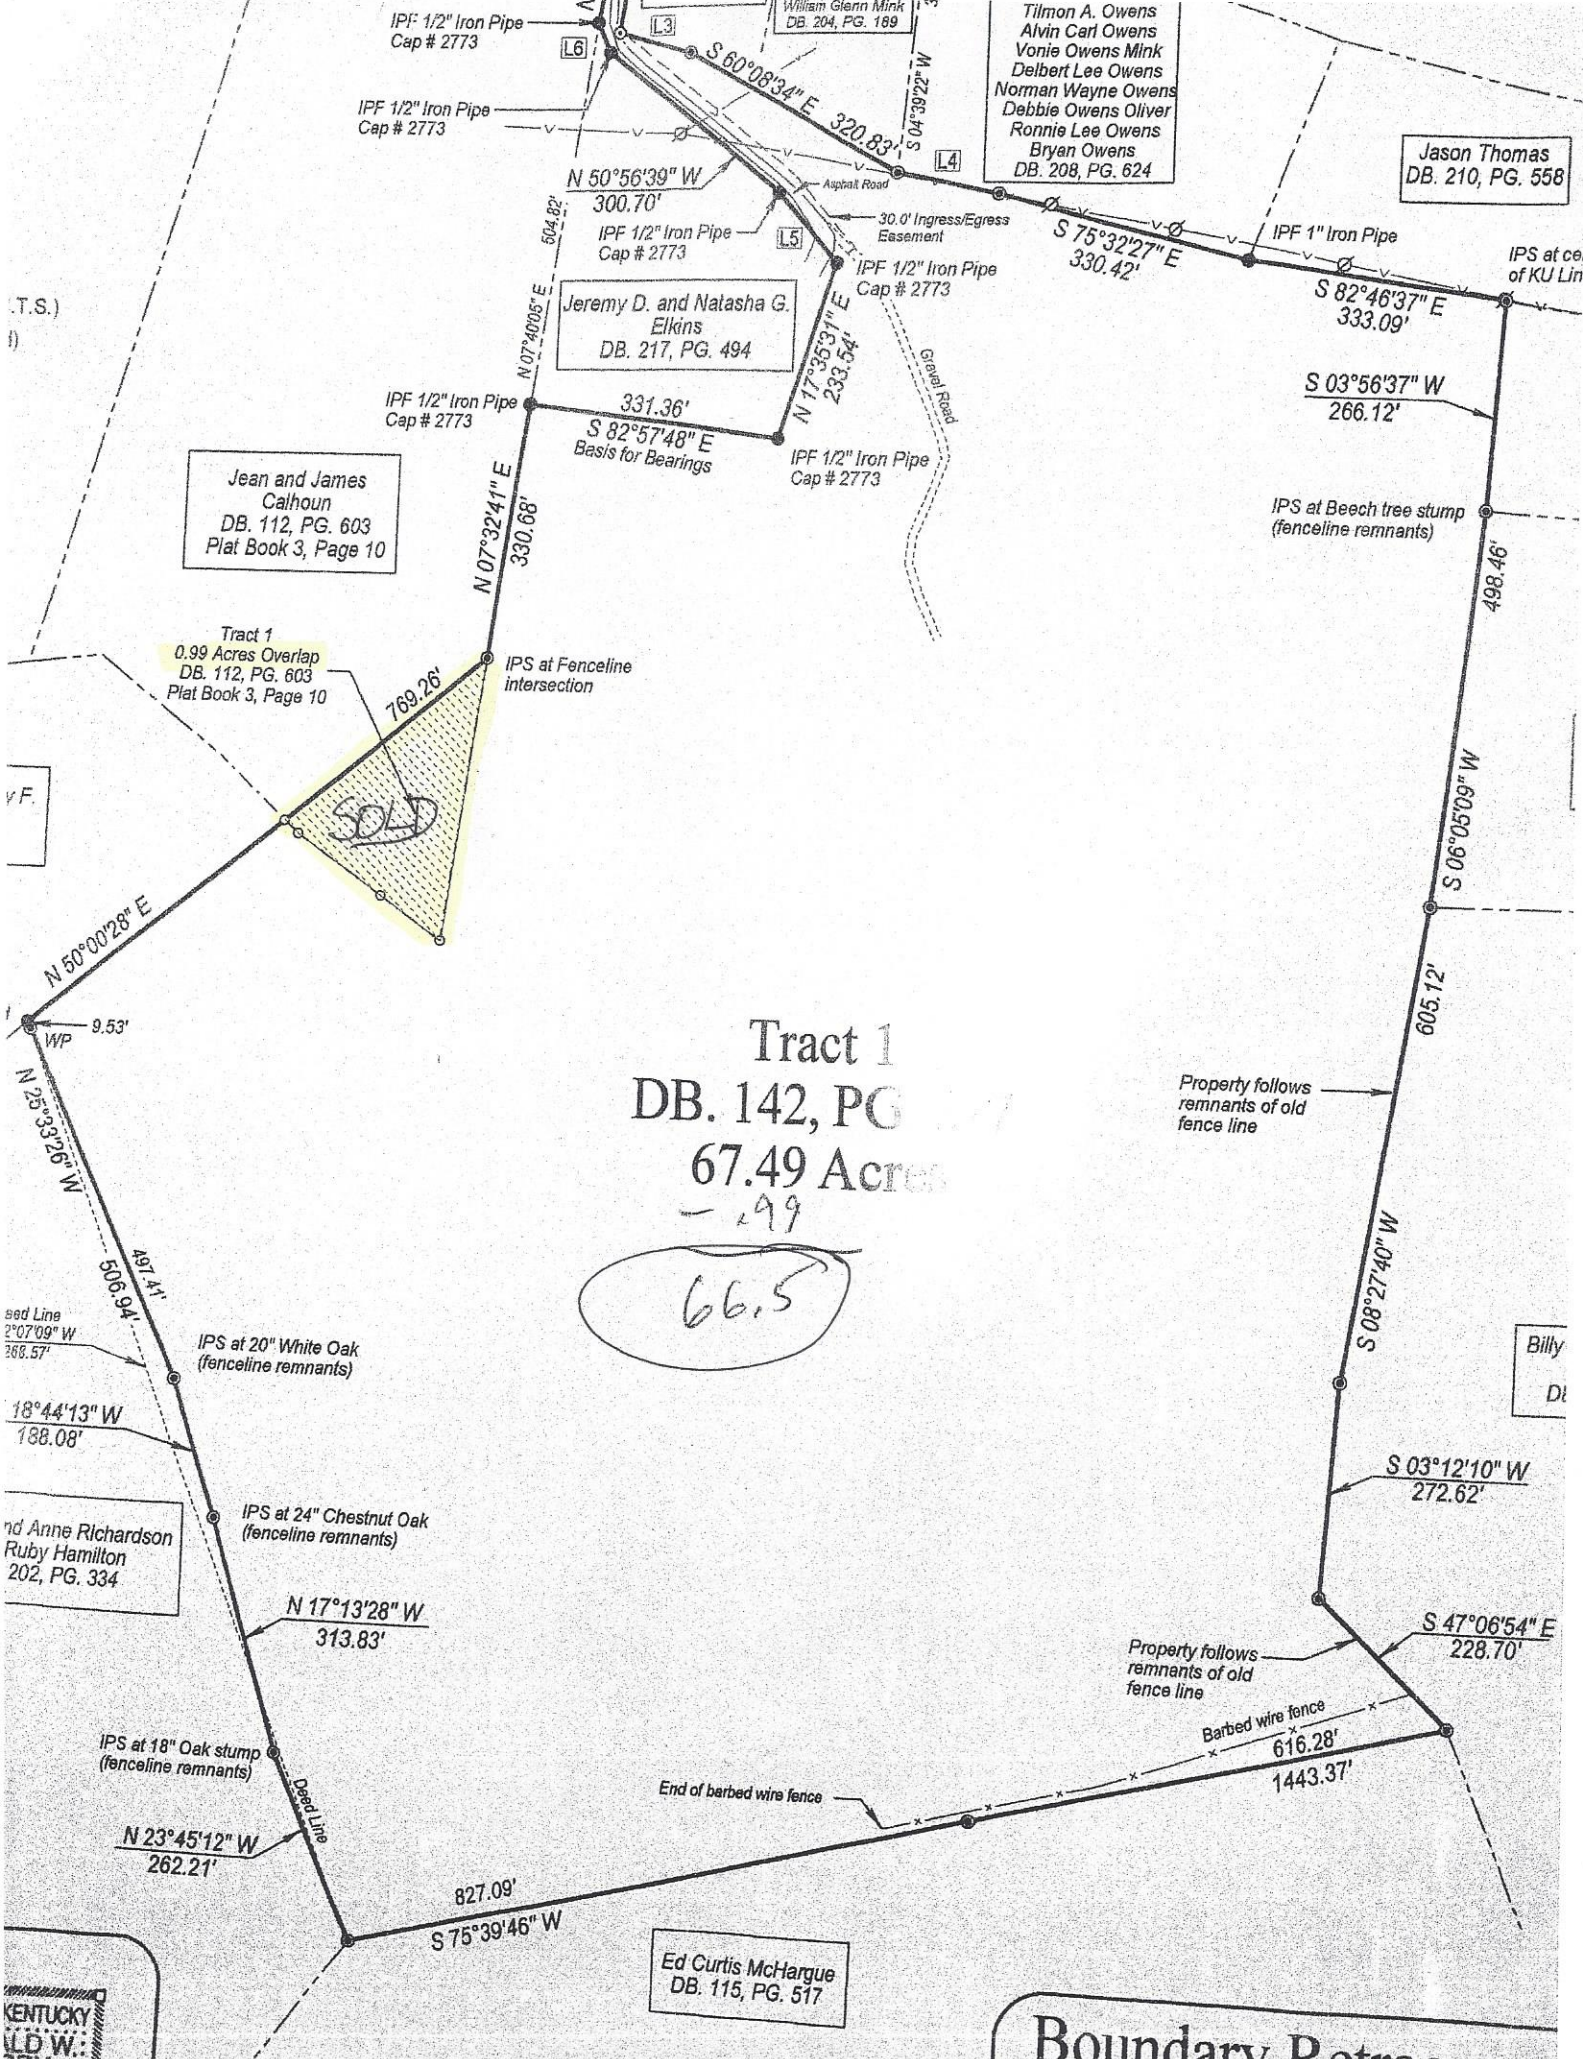 IPF 1/2" Iron Pipe
Cap # 2773
L6
L3
William Glenn Mink
DB. 204, PG. 189
Tilmon A. Owens
Alvin Carl Owens
Vonie Owens Mink
Delbert Lee Owens
Norman Wayne Owens
Debbie Owens Oliver
Ronnie Lee Owens
Bryan Owens
DB. 208, PG. 624
S 60°08'34" E
320.83'
S 04°39'22" W
L4
IPF 1/2" Iron Pipe
Cap # 2773
Jason Thomas
DB. 210, PG. 558
N 50°56'39" W
300.70'
Asphalt Road
30.0' Ingress/Egress
Easement
IPF 1/2" Iron Pipe
Cap # 2773
L5
S 75°32'27" E
330.42'
IPF 1" Iron Pipe
IPS at ce
of KU Lin
504.82'
N 07°40'05" E
IPF 1/2" Iron Pipe
Cap # 2773
S 82°46'37" E
333.09'
.T.S.)
Jeremy D. and Natasha G.
Elkins
DB. 217, PG. 494
N 17°35'31" E
233.54'
Gravel Road
S 03°56'37" W
266.12'
IPF 1/2" Iron Pipe
Cap # 2773
331.36'
S 82°57'48" E
Basis for Bearings
IPF 1/2" Iron Pipe
Cap # 2773
Jean and James
Calhoun
DB. 112, PG. 603
Plat Book 3, Page 10
N 07°32'41" E
330.68'
IPS at Beech tree stump
(fenceline remnants)
498.46'
S 06°05'09" W
Tract 1
0.99 Acres Overlap
DB. 112, PG. 603
Plat Book 3, Page 10
769.26'
IPS at Fenceline
intersection
SOLD
y F.
N 50°00'28" E
9.53'
WP
605.12'
Tract 1
DB. 142, PG
67.49 Acres
- .99
66.5
Property follows
remnants of old
fence line
N 25°33'26" W
497.41'
506.94'
S 08°27'40" W
eed Line
2°07'09" W
268.57'
IPS at 20" White Oak
(fenceline remnants)
Billy
18°44'13" W
188.08'
S 03°12'10" W
272.62'
IPS at 24" Chestnut Oak
(fenceline remnants)
nd Anne Richardson
Ruby Hamilton
202, PG. 334
N 17°13'28" W
313.83'
S 47°06'54" E
228.70'
Property follows
remnants of old
fence line
Barbed wire fence
616.28'
1443.37'
IPS at 18" Oak stump
(fenceline remnants)
Deed Line
End of barbed wire fence
N 23°45'12" W
262.21'
827.09'
S 75°39'46" W
Ed Curtis McHargue
DB. 115, PG. 517
KENTUCKY
ALD W.
Boundary Retra